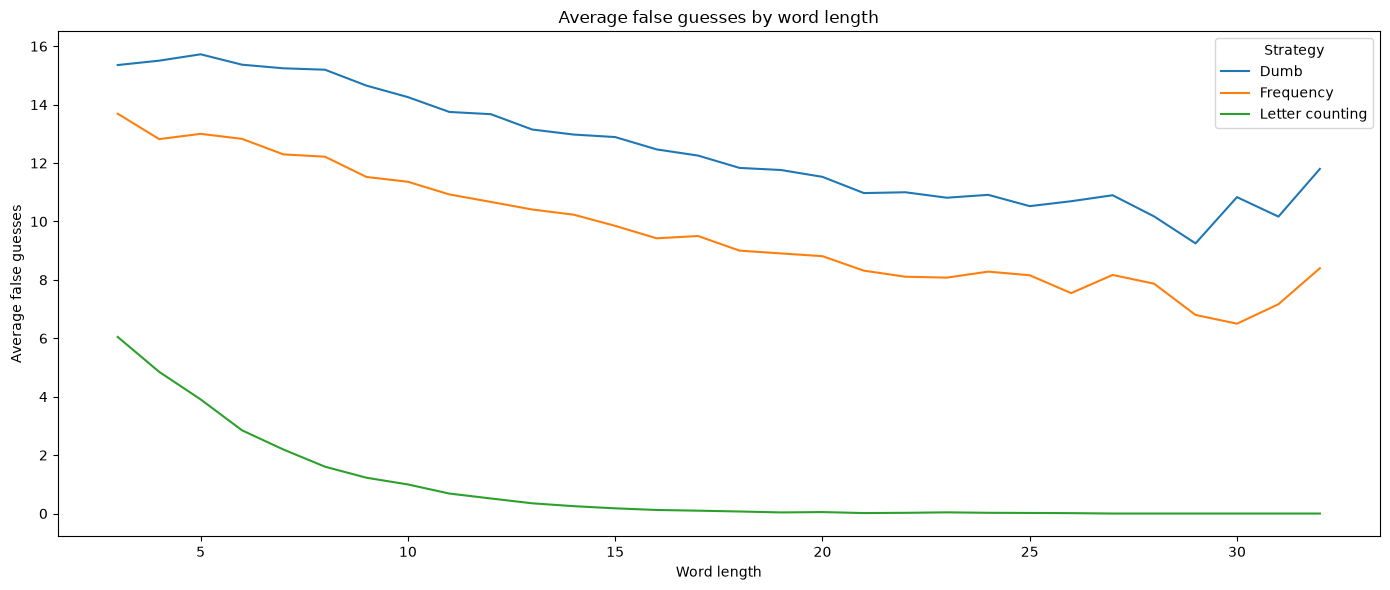 Average false guesses by word length
Strategy
Dumb
Frequency
Letter counting
Average false guesses
16
14
12
10
8
6
4
2
0
5 10 15 20 25 30
Word length